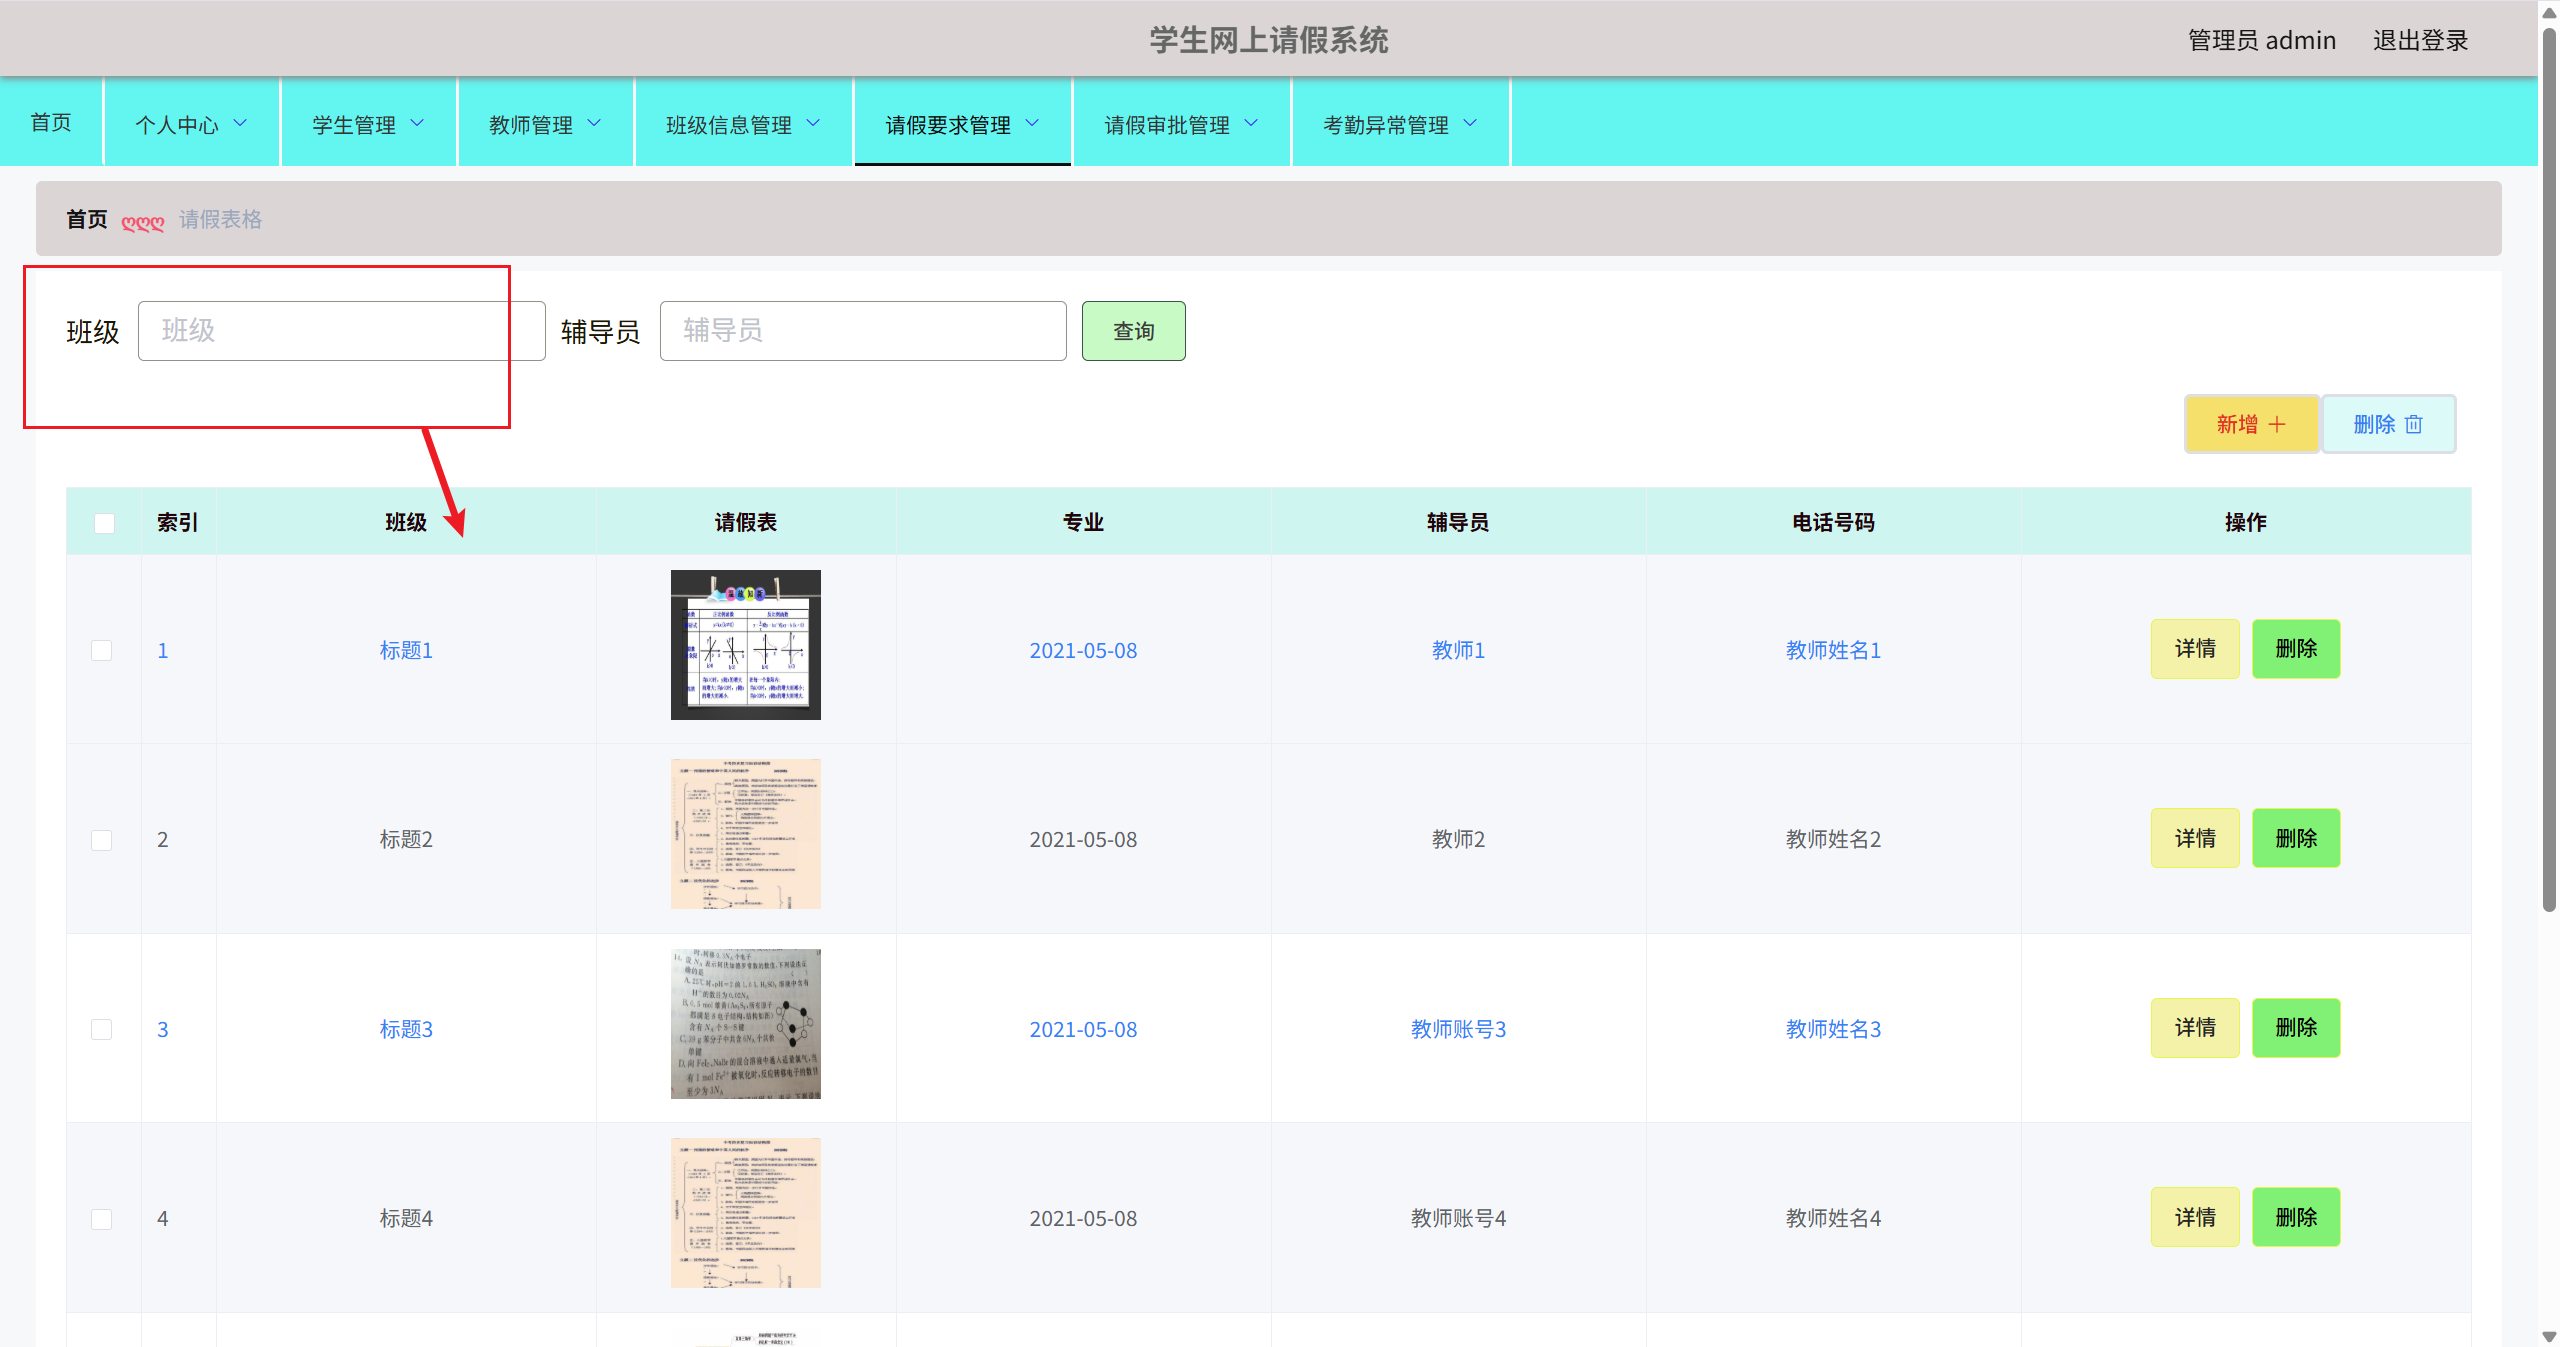 学生网上请假系统
管理员 admin 退出登录
首页 个人中心 学生管理 教师管理 班级信息管理 请假要求管理 请假审批管理 考勤异常管理
首页 ღღღ 请假表格
班级 班级 辅导员 辅导员 查询
新增 删除
索引 班级 请假表 专业 辅导员 电话号码 操作
1 标题1 2021-05-08 教师1 教师姓名1 详情 删除
2 标题2 2021-05-08 教师2 教师姓名2 详情 删除
3 标题3 2021-05-08 教师账号3 教师姓名3 详情 删除
4 标题4 2021-05-08 教师账号4 教师姓名4 详情 删除